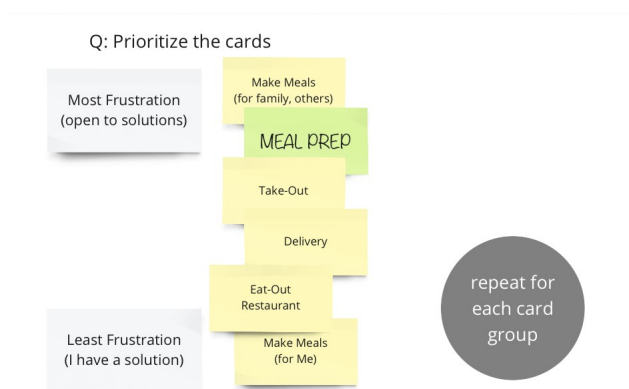 Q: Prioritize the cards
Most Frustration
(open to solutions)
Make Meals
(for family, others)
MEAL PREP
Take-Out
Delivery
Eat-Out
Restaurant
Least Frustration
(I have a solution)
Make Meals
(for Me)
repeat for
each card
group